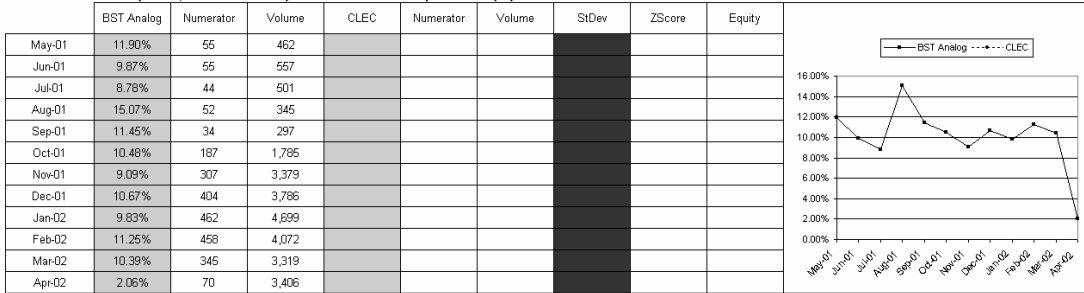 BST Analog Numerator Volume CLEC Numerator Volume StDev ZScore Equity
May-01 11.90% 55 462
Jun-01 9.87% 55 557
Jul-01 8.78% 44 501
Aug-01 15.07% 52 345
Sep-01 11.45% 34 297
Oct-01 10.48% 187 1,785
Nov-01 9.09% 307 3,379
Dec-01 10.67% 404 3,786
Jan-02 9.83% 462 4,699
Feb-02 11.25% 458 4,072
Mar-02 10.39% 345 3,319
Apr-02 2.06% 70 3,406
BST Analog CLEC
16.00%
14.00%
12.00%
10.00%
8.00%
6.00%
4.00%
2.00%
0.00%
May-01 Jun-01 Jul-01 Aug-01 Sep-01 Oct-01 Nov-01 Dec-01 Jan-02 Feb-02 Mar-02 Apr-02